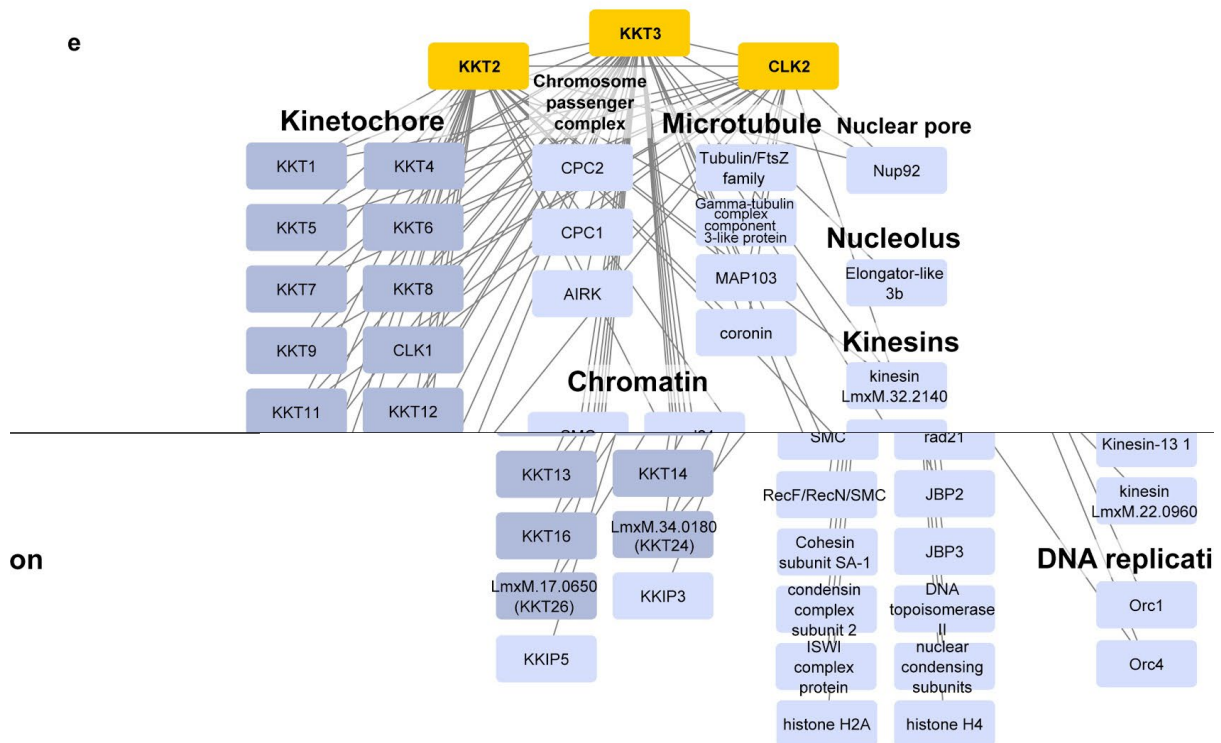 e
KKT3
KKT2
CLK2
Chromosome
passenger
complex
Kinetochore
Microtubule
Nuclear pore
KKT1
KKT4
CPC2
Tubulin/FtsZ
family
Nup92
KKT5
KKT6
CPC1
Gamma-tubulin
complex
component
3-like protein
Nucleolus
KKT7
KKT8
AIRK
MAP103
Elongator-like
3b
KKT9
CLK1
coronin
Kinesins
Chromatin
kinesin
LmxM.32.2140
KKT11
KKT12
SMC
rad21
SMC
rad21
Kinesin-13 1
KKT13
KKT14
RecF/RecN/SMC
JBP2
kinesin
LmxM.22.0960
KKT16
LmxM.34.0180
(KKT24)
Cohesin
subunit SA-1
JBP3
on
DNA replicati
LmxM.17.0650
(KKT26)
KKIP3
condensin
complex
subunit 2
DNA
topoisomerase
II
Orc1
KKIP5
ISWI
complex
protein
nuclear
condensing
subunits
Orc4
histone H2A
histone H4